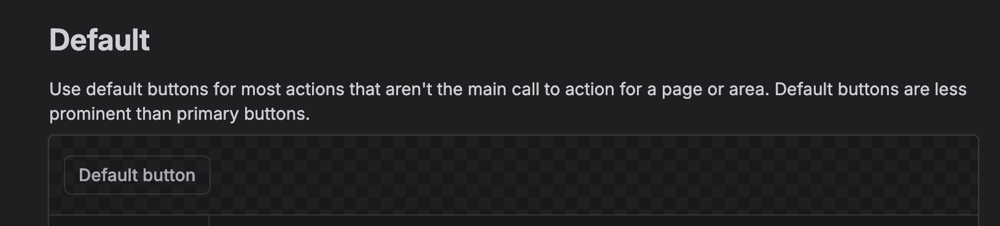 Default
Use default buttons for most actions that aren't the main call to action for a page or area. Default buttons are less
prominent than primary buttons.
Default button